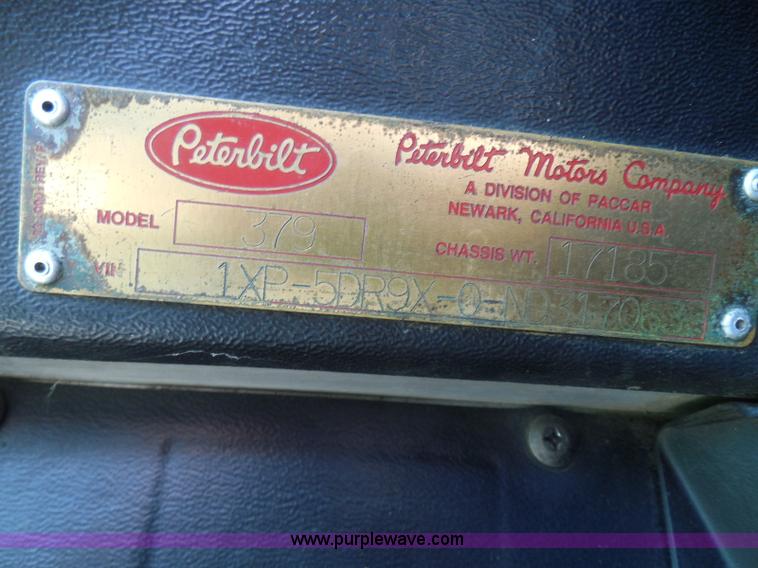 Peterbilt
Peterbilt Motors Company
A DIVISION OF PACCAR
NEWARK, CALIFORNIA U.S.A.
MODEL 379
CHASSIS WT. 17185
1XP-5DR9X-0-
www.purplewave.com